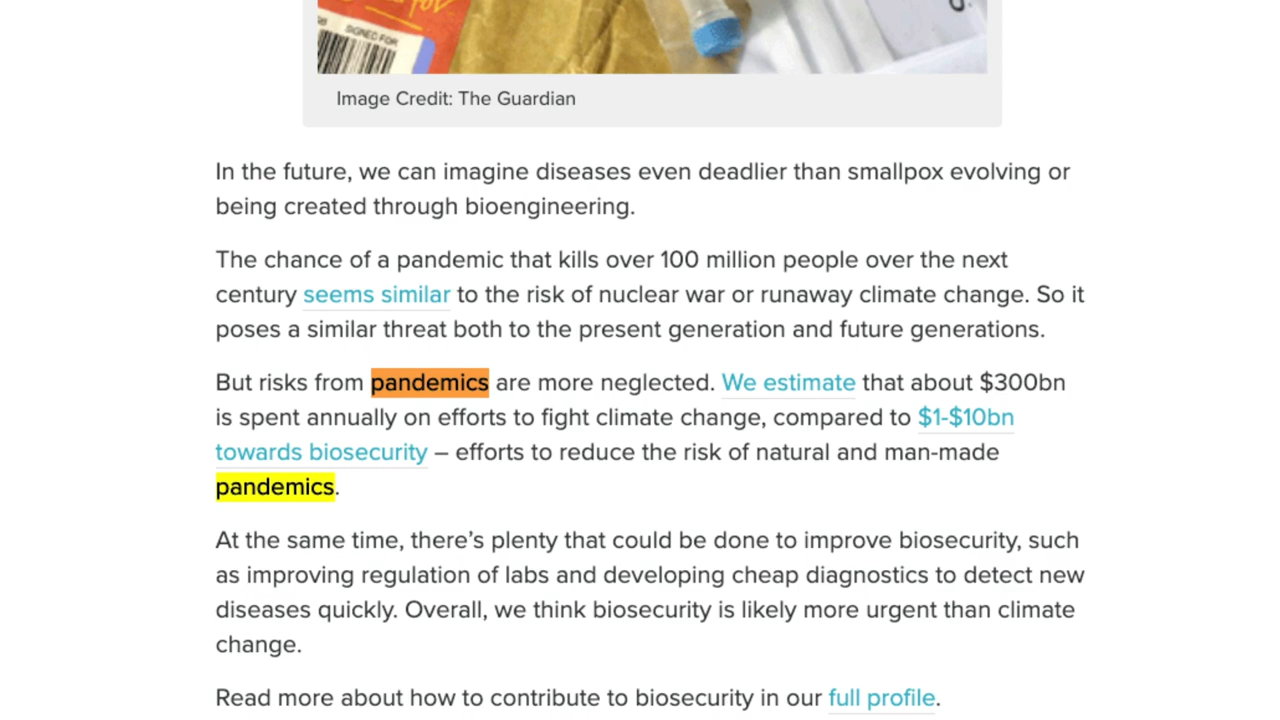 SIGNED FOR
Image Credit: The Guardian
In the future, we can imagine diseases even deadlier than smallpox evolving or
being created through bioengineering.
The chance of a pandemic that kills over 100 million people over the next
century seems similar to the risk of nuclear war or runaway climate change. So it
poses a similar threat both to the present generation and future generations.
But risks from pandemics are more neglected. We estimate that about $300bn
is spent annually on efforts to fight climate change, compared to $1-$10bn
towards biosecurity – efforts to reduce the risk of natural and man-made
pandemics.
At the same time, there’s plenty that could be done to improve biosecurity, such
as improving regulation of labs and developing cheap diagnostics to detect new
diseases quickly. Overall, we think biosecurity is likely more urgent than climate
change.
Read more about how to contribute to biosecurity in our full profile.